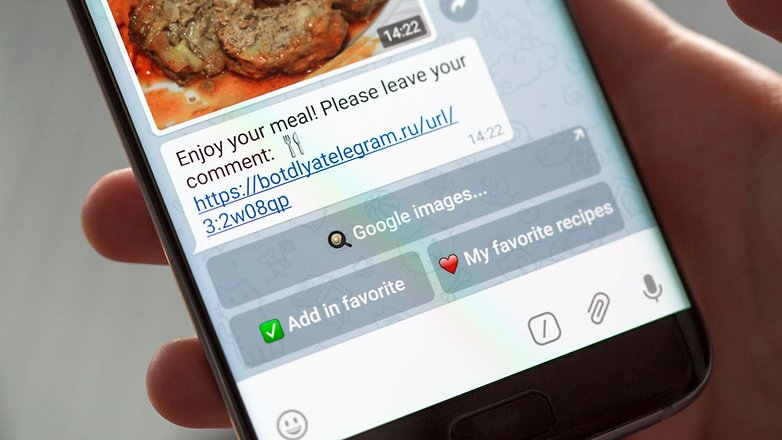 14:22
Enjoy your meal! Please leave your
comment: 🍴
https://botdlyatelegram.ru/url/
3:2w08qp
14:22
🍳 Google images...
✅ Add in favorite
❤️ My favorite recipes
/